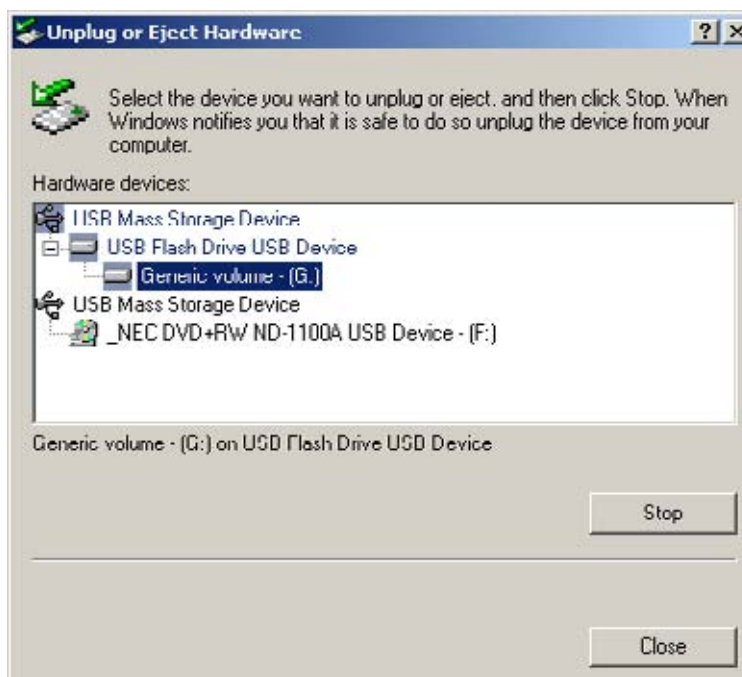 Unplug or Eject Hardware
Select the device you want to unplug or eject, and then click Stop. When
Windows notifies you that it is safe to do so unplug the device from your
computer.
Hardware devices:
USB Mass Storage Device
USB Flash Drive USB Device
Generic volume - (G:)
USB Mass Storage Device
_NEC DVD+RW ND-1100A USB Device - (F:)
Generic volume - (G:) on USB Flash Drive USB Device
Stop
Close